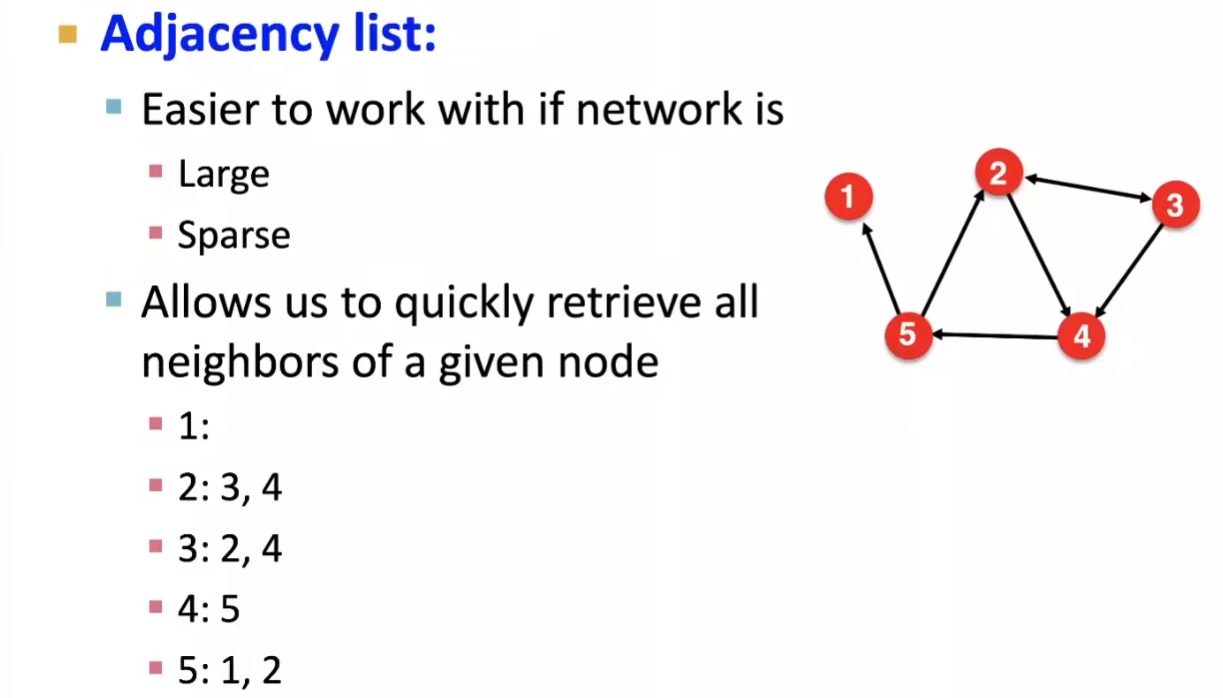 Adjacency list:
Easier to work with if network is
Large
Sparse
Allows us to quickly retrieve all
neighbors of a given node
1:
2: 3, 4
3: 2, 4
4: 5
5: 1, 2
1
2
3
5
4